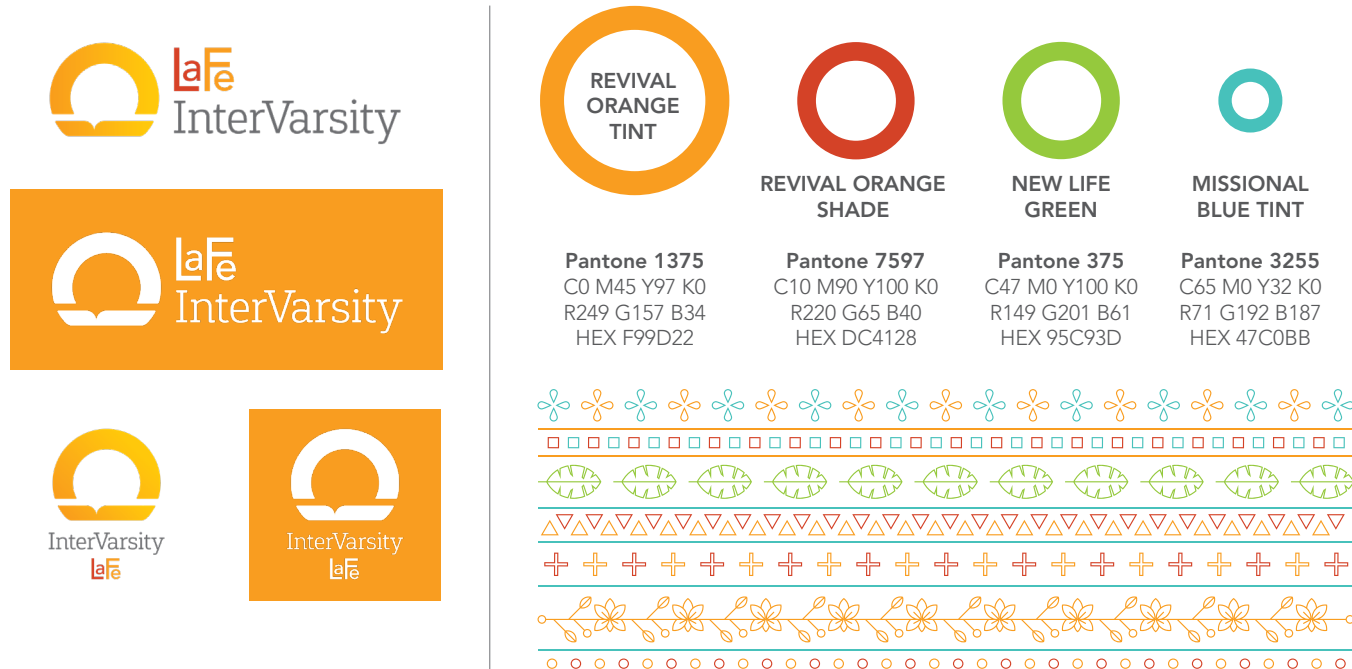 LaFe
InterVarsity
LaFe
InterVarsity
InterVarsity
LaFe
InterVarsity
LaFe
REVIVAL
ORANGE
TINT
Pantone 1375
C0 M45 Y97 K0
R249 G157 B34
HEX F99D22
REVIVAL ORANGE
SHADE
Pantone 7597
C10 M90 Y100 K0
R220 G65 B40
HEX DC4128
NEW LIFE
GREEN
Pantone 375
C47 M0 Y100 K0
R149 G201 B61
HEX 95C93D
MISSIONAL
BLUE TINT
Pantone 3255
C65 M0 Y32 K0
R71 G192 B187
HEX 47C0BB